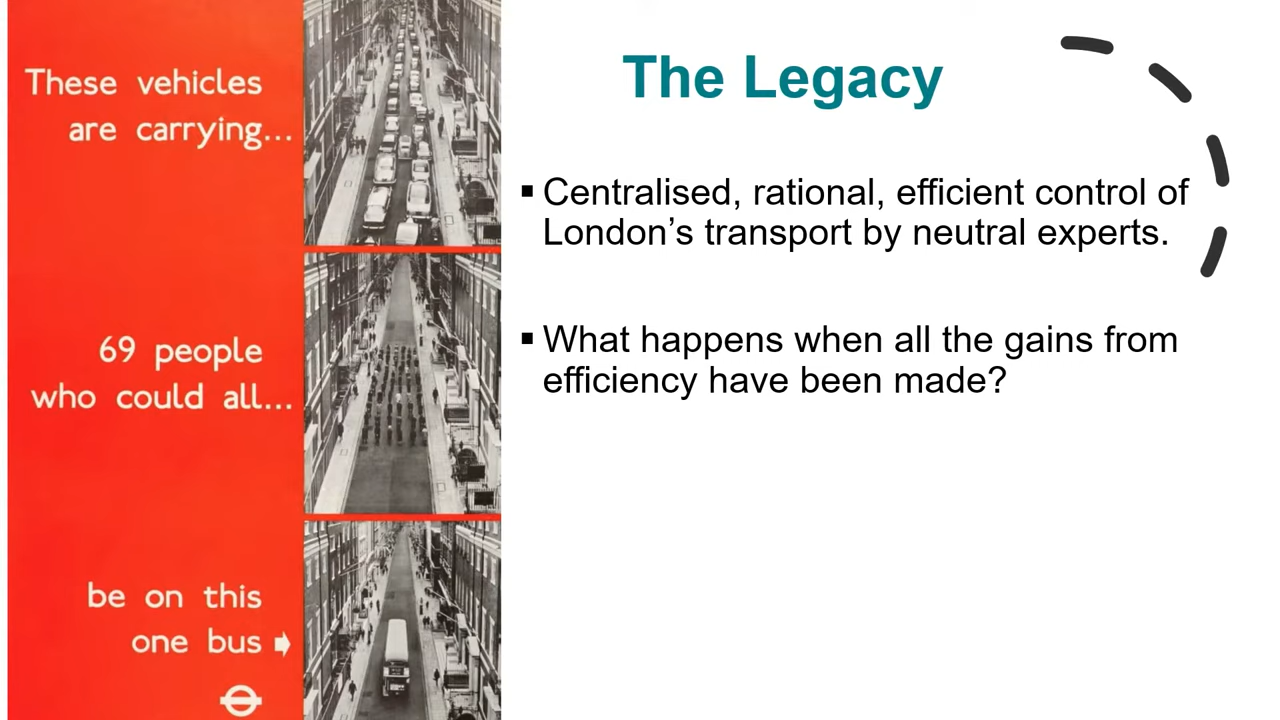 These vehicles
are carrying...
69 people
who could all...
be on this
one bus
The Legacy
▪ Centralised, rational, efficient control of
London’s transport by neutral experts.
▪ What happens when all the gains from
efficiency have been made?